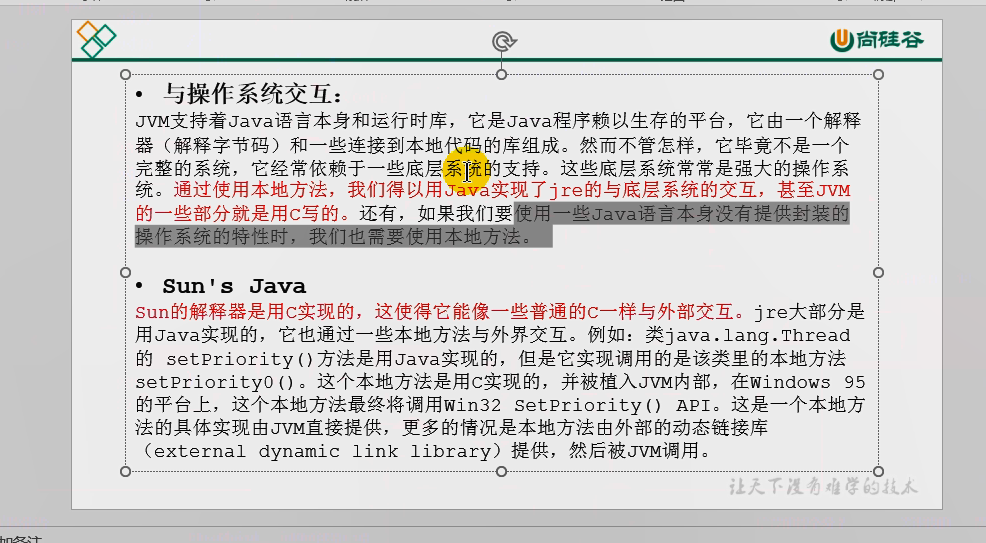 尚硅谷
• 与操作系统交互：
JVM支持着Java语言本身和运行时库，它是Java程序赖以生存的平台，它由一个解释
器（解释字节码）和一些连接到本地代码的库组成。然而不管怎样，它毕竟不是一个
完整的系统，它经常依赖于一些底层系统的支持。这些底层系统常常是强大的操作系
统。通过使用本地方法，我们得以用Java实现了jre的与底层系统的交互，甚至JVM
的一些部分就是用C写的。还有，如果我们要使用一些Java语言本身没有提供封装的
操作系统的特性时，我们也需要使用本地方法。
• Sun's Java
Sun的解释器是用C实现的，这使得它能像一些普通的C一样与外部交互。jre大部分是
用Java实现的，它也通过一些本地方法与外界交互。例如：类java.lang.Thread
的 setPriority()方法是用Java实现的，但是它实现调用的是该类里的本地方法
setPriority0()。这个本地方法是用C实现的，并被植入JVM内部，在Windows 95
的平台上，这个本地方法最终将调用Win32 SetPriority() API。这是一个本地方
法的具体实现由JVM直接提供，更多的情况是本地方法由外部的动态链接库
（external dynamic link library）提供，然后被JVM调用。
让天下没有难学的技术